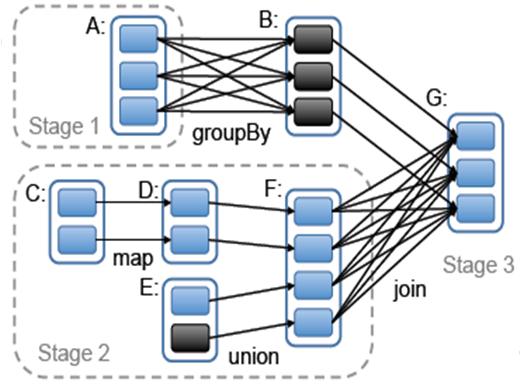 A:
B:
G:
Stage 1
groupBy
C:
D:
F:
map
E:
Stage 3
join
Stage 2
union